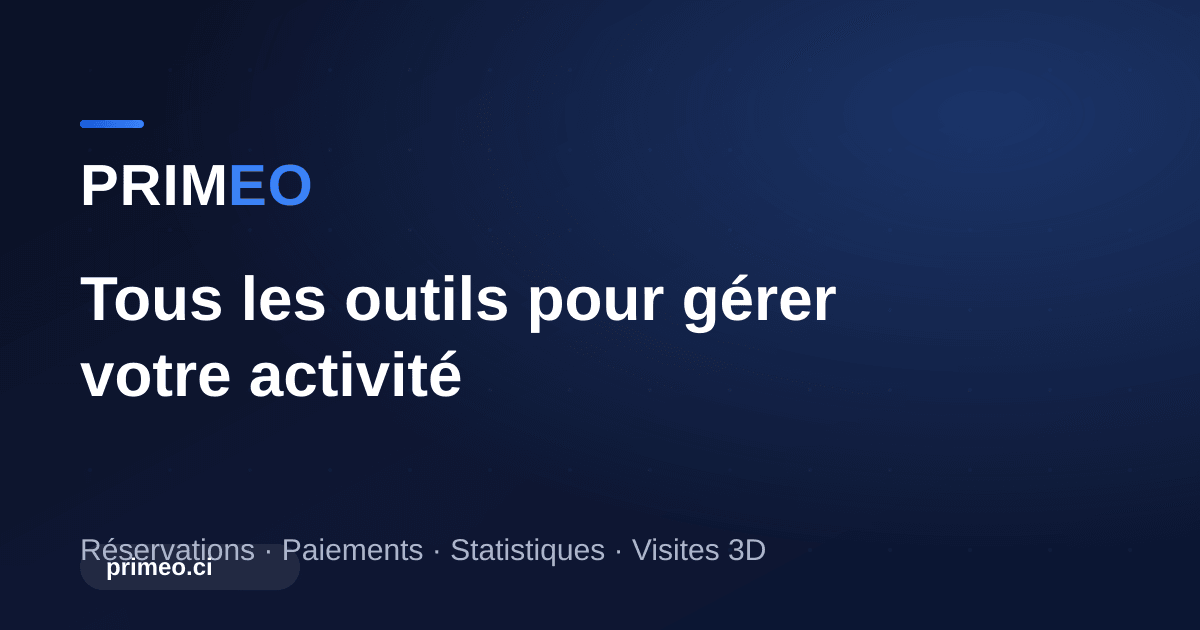 PRIMEO
Tous les outils pour gérer
votre activité
Réservations · Paiements · Statistiques · Visites 3D
primeo.ci